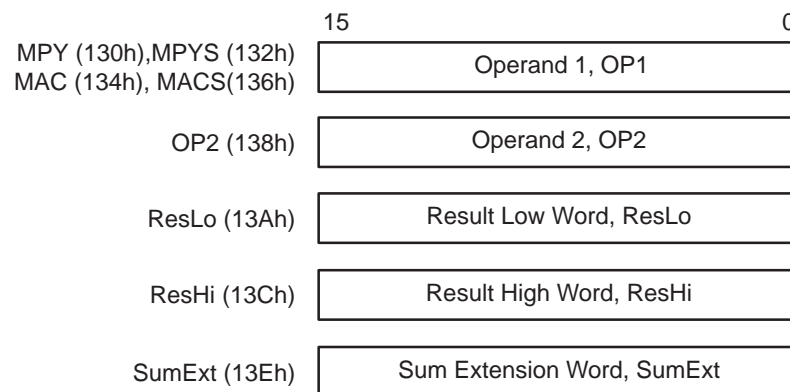 15 0
MPY (130h),MPYS (132h)
MAC (134h), MACS(136h)
Operand 1, OP1
OP2 (138h)
Operand 2, OP2
ResLo (13Ah)
Result Low Word, ResLo
ResHi (13Ch)
Result High Word, ResHi
SumExt (13Eh)
Sum Extension Word, SumExt